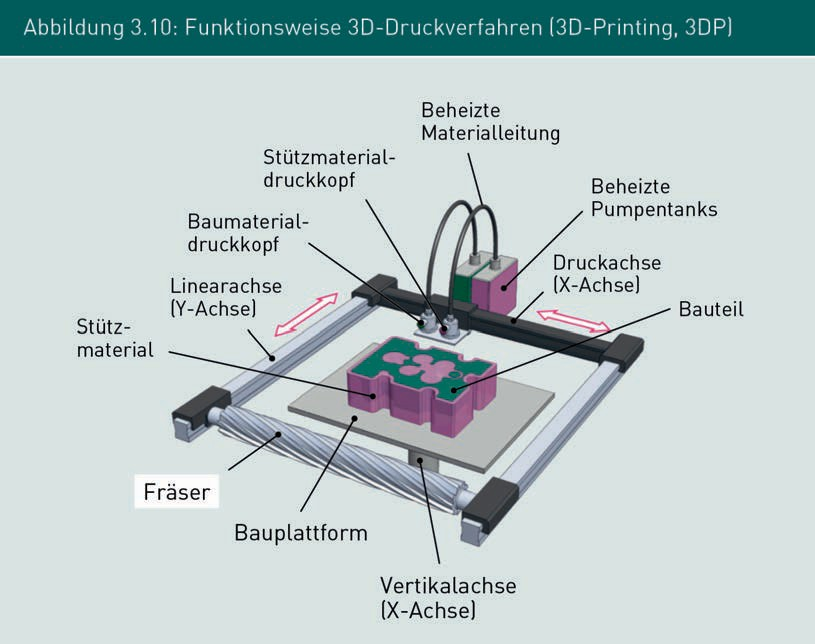 Abbildung 3.10: Funktionsweise 3D-Druckverfahren (3D-Printing, 3DP)
Beheizte
Materialleitung
Stützmaterial-
druckkopf
Beheizte
Pumpentanks
Baumaterial-
druckkopf
Druckachse
(X-Achse)
Linearachse
(Y-Achse)
Bauteil
Stütz-
material
Fräser
Bauplattform
Vertikalachse
(X-Achse)